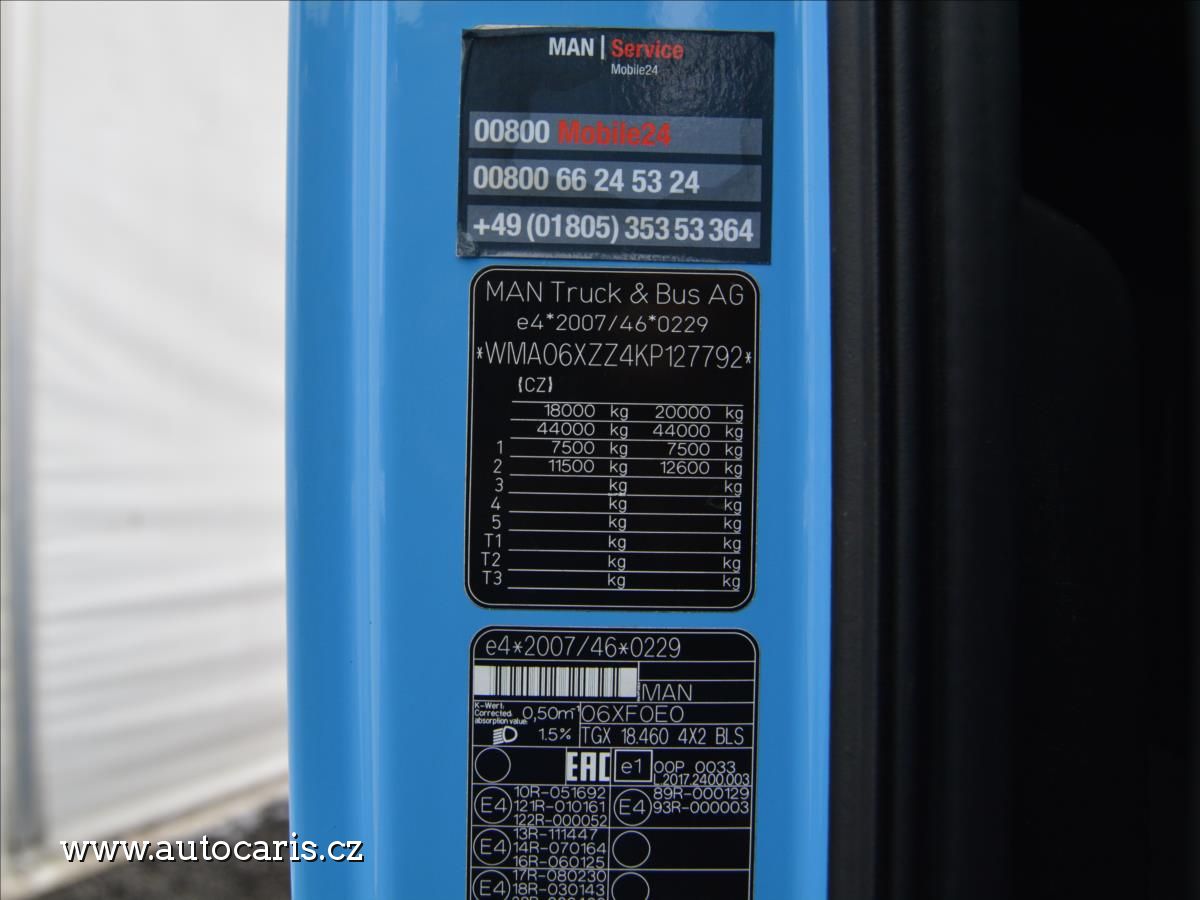 MAN | Service
Mobile24
00800 Mobile24
00800 66 24 53 24
+49 (01805) 353 53 364
MAN Truck & Bus AG
e4*2007/46*0229
*WMA06XZZ4KP127792*
(CZ)
18000 kg 20000 kg
44000 kg 44000 kg
1 7500 kg 7500 kg
2 11500 kg 12600 kg
3 kg kg
4 kg kg
5 kg kg
T1 kg kg
T2 kg kg
T3 kg kg
e4*2007/46*0229
MAN
K-Wert:
Corrected
absorption value:
0,50m-1 06XF0E0
1.5% TGX 18.460 4X2 BLS
EAC e1 00P 0033
L.2017.2400.003
E4 10R-051692
121R-010161
122R-000052
E4 89R-000129
93R-000003
E4 13R-111447
14R-070164
16R-060125
E4 17R-080230
18R-030143
www.autocaris.cz